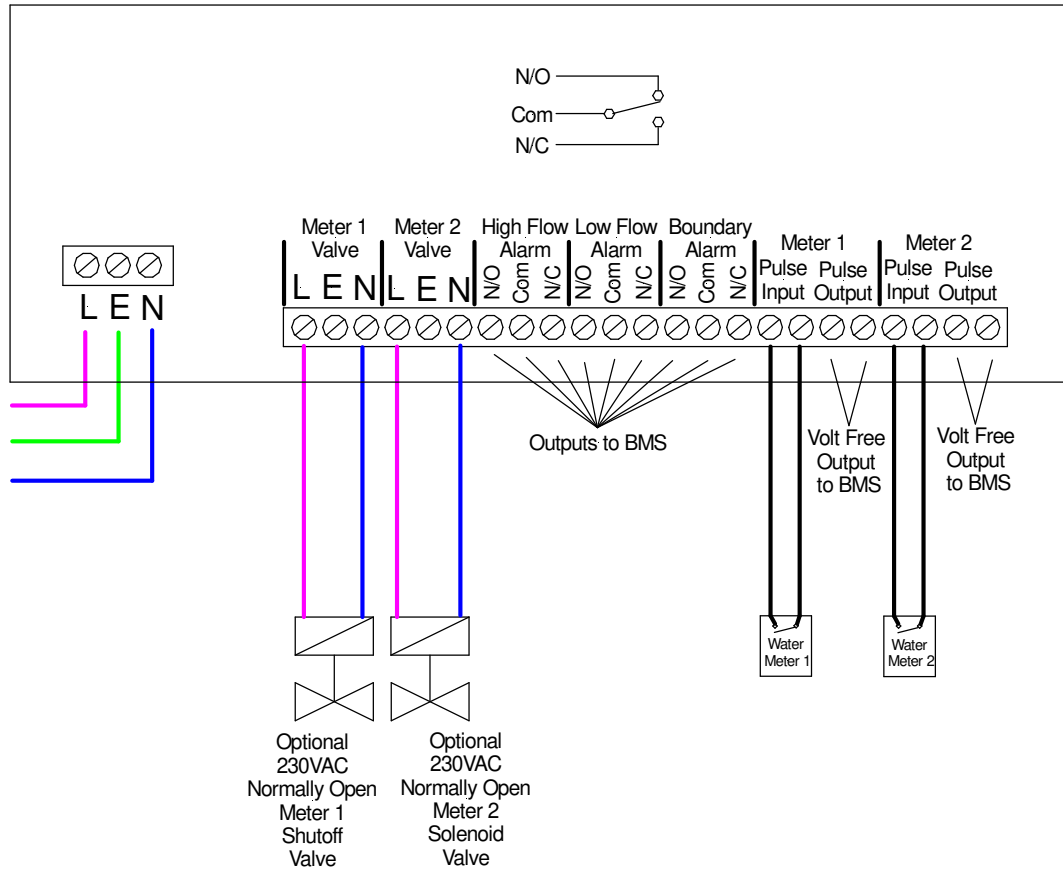 N/O
Com
N/C
Meter 1
Valve
Meter 2
Valve
High Flow
Alarm
Low Flow
Alarm
Boundary
Alarm
Meter 1
Pulse
Input
Pulse
Output
Meter 2
Pulse
Input
Pulse
Output
L E N
L E N
L E N
N/O
Com
N/C
N/O
Com
N/C
N/O
Com
N/C
Outputs to BMS
Volt Free
Output
to BMS
Volt Free
Output
to BMS
Water
Meter 1
Water
Meter 2
Optional
230VAC
Normally Open
Meter 1
Shutoff
Valve
Optional
230VAC
Normally Open
Meter 2
Solenoid
Valve